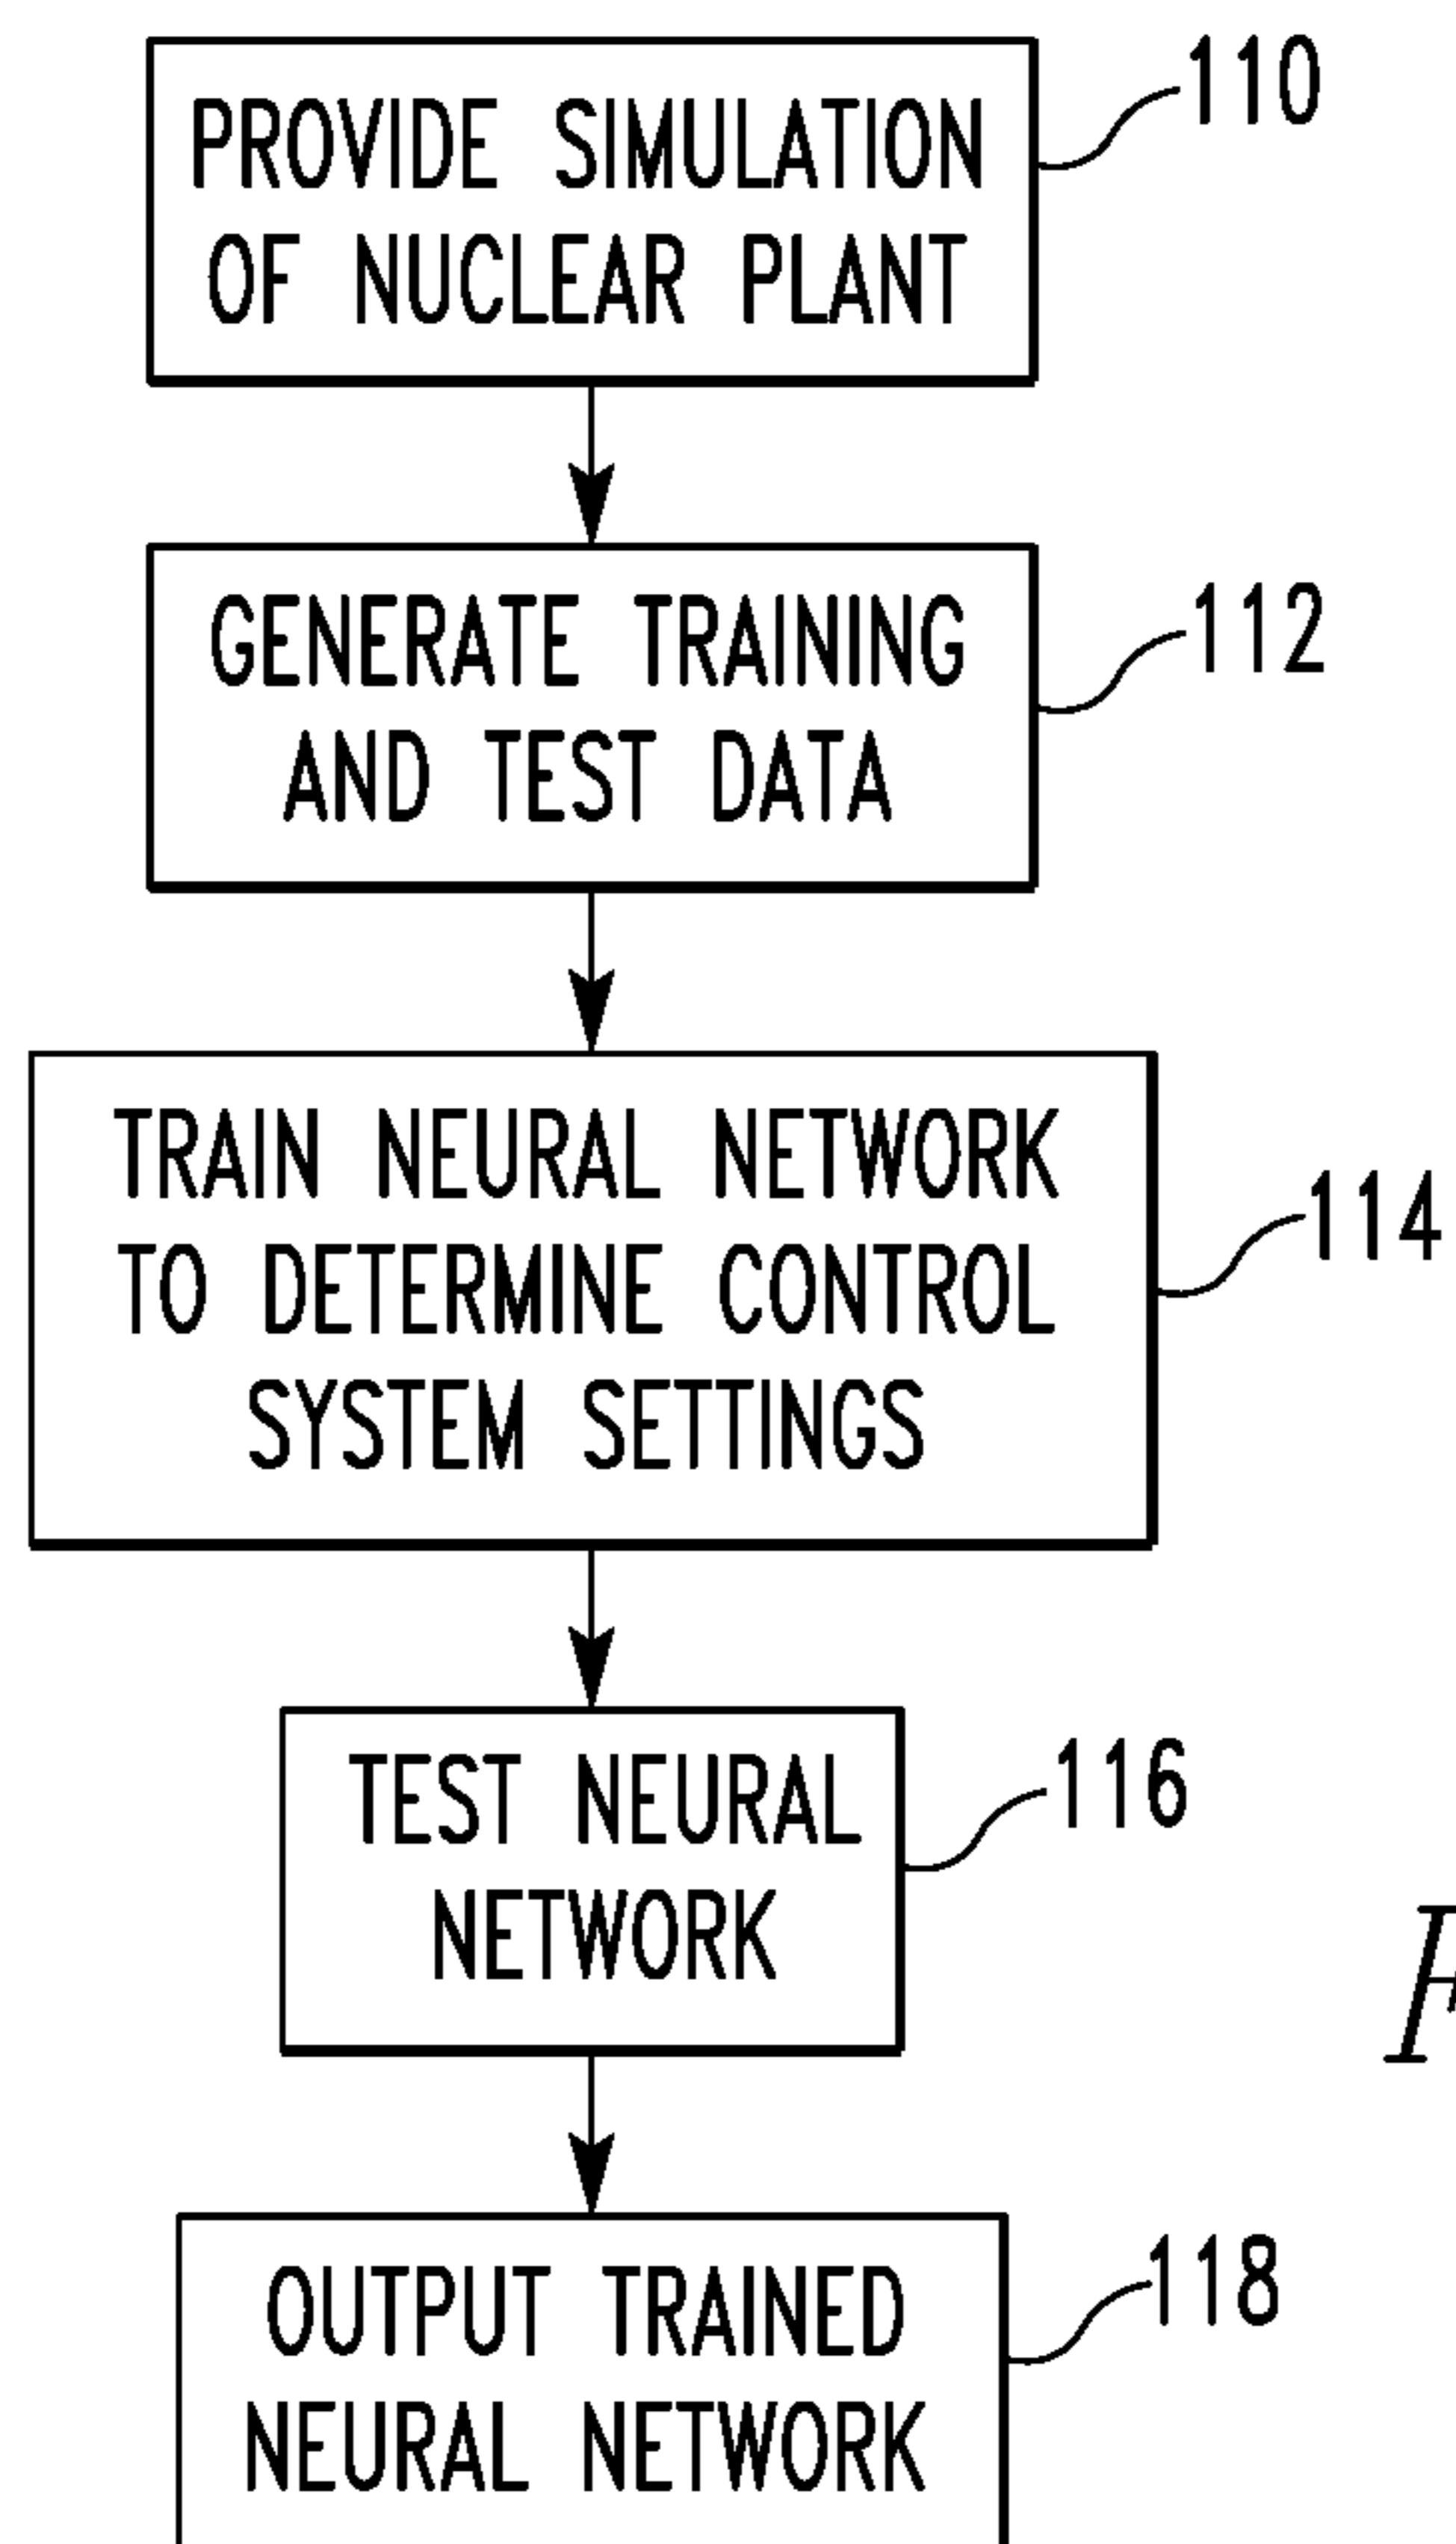 PROVIDE SIMULATION
OF NUCLEAR PLANT
110
GENERATE TRAINING
AND TEST DATA
112
TRAIN NEURAL NETWORK
TO DETERMINE CONTROL
SYSTEM SETTINGS
114
TEST NEURAL
NETWORK
116
OUTPUT TRAINED
NEURAL NETWORK
118